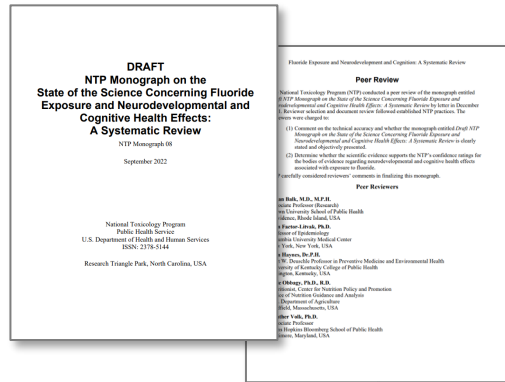 DRAFT
NTP Monograph on the
State of the Science Concerning Fluoride
Exposure and Neurodevelopmental and
Cognitive Health Effects:
A Systematic Review
NTP Monograph 08
September 2022
National Toxicology Program
Public Health Service
U.S. Department of Health and Human Services
ISSN: 2378-5144
Research Triangle Park, North Carolina, USA
Fluoride Exposure and Neurodevelopment and Cognition: A Systematic Review
Peer Review
National Toxicology Program (NTP) conducted a peer review of the monograph entitled
NTP Monograph on the State of the Science Concerning Fluoride Exposure and
and Cognitive Health Effects: A Systematic Review by letter in December
Reviewer selection and document review followed established NTP practices. The
were charged to:
(1) Comment on the technical accuracy and whether the monograph entitled Draft NTP
Monograph on the State of the Science Concerning Fluoride Exposure and
Neurodevelopmental and Cognitive Health Effects: A Systematic Review is clearly
stated and objectively presented.
(2) Determine whether the scientific evidence supports the NTP's confidence ratings for
the bodies of evidence regarding neurodevelopmental and cognitive health effects
associated with exposure to fluoride.
carefully considered reviewers' comments in finalizing this monograph.
Peer Reviewers
Balk, M.D., M.P.H.
Professor (Research)
University School of Public Health
Rhode Island, USA
Factor-Litvak, Ph.D.
of Epidemiology
University Medical Center
York, New York, USA
Haynes, Dr.P.H.
W. Deuschle Professor in Preventive Medicine and Environmental Health
of Kentucky College of Public Health
USA
Obbagy, Ph.D., R.D.
Center for Nutrition Policy and Promotion
of Nutrition Guidance and Analysis
Department of Agriculture
Massachusetts, USA
Volk, Ph.D.
Professor
Hopkins Bloomberg School of Public Health
Maryland, USA